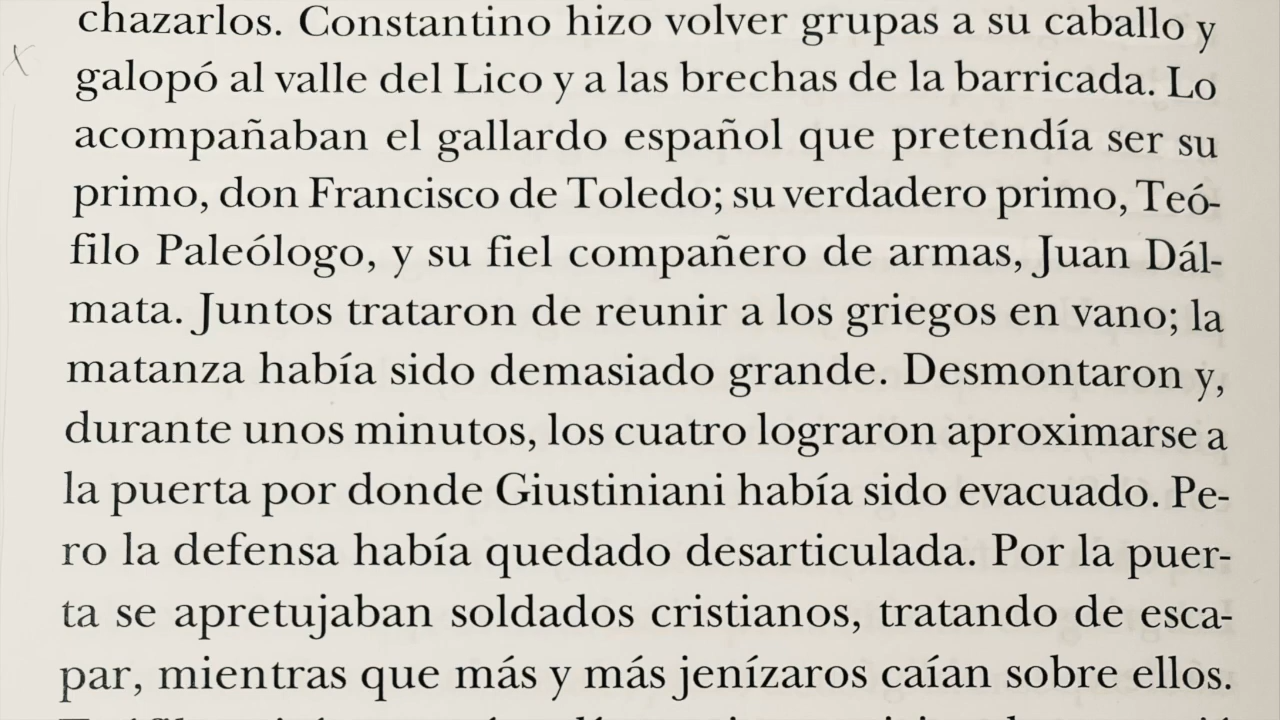 chazarlos. Constantino hizo volver grupas a su caballo y
galopó al valle del Lico y a las brechas de la barricada. Lo
acompañaban el gallardo español que pretendía ser su
primo, don Francisco de Toledo; su verdadero primo, Teó-
filo Paleólogo, y su fiel compañero de armas, Juan Dál-
mata. Juntos trataron de reunir a los griegos en vano; la
matanza había sido demasiado grande. Desmontaron y,
durante unos minutos, los cuatro lograron aproximarse a
la puerta por donde Giustiniani había sido evacuado. Pe-
ro la defensa había quedado desarticulada. Por la puer-
ta se apretujaban soldados cristianos, tratando de esca-
par, mientras que más y más jenízaros caían sobre ellos.